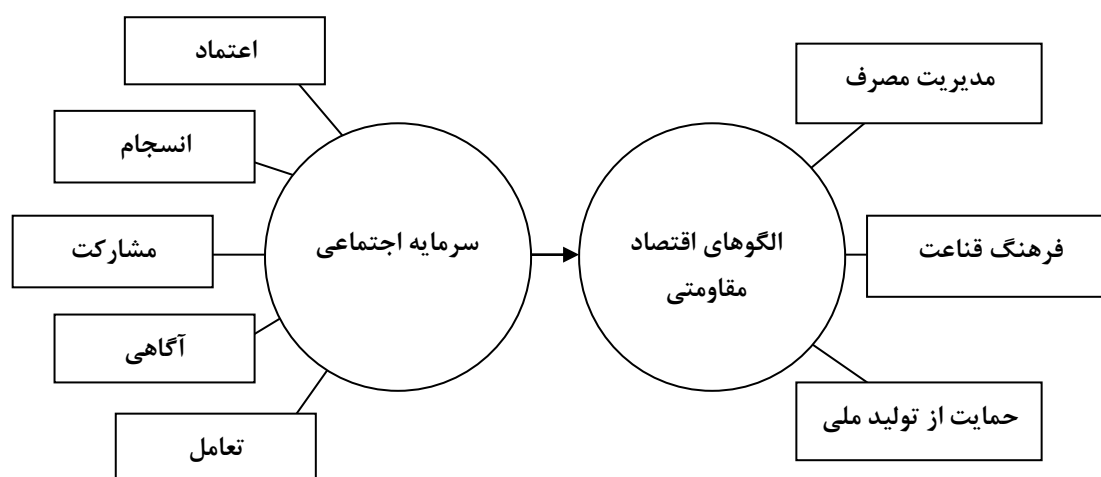 اعتماد
انسجام
مشارکت
آگاهی
تعامل
سرمایه اجتماعی
الگوهای اقتصاد
مقاومتی
مدیریت مصرف
فرهنگ قناعت
حمایت از تولید ملی